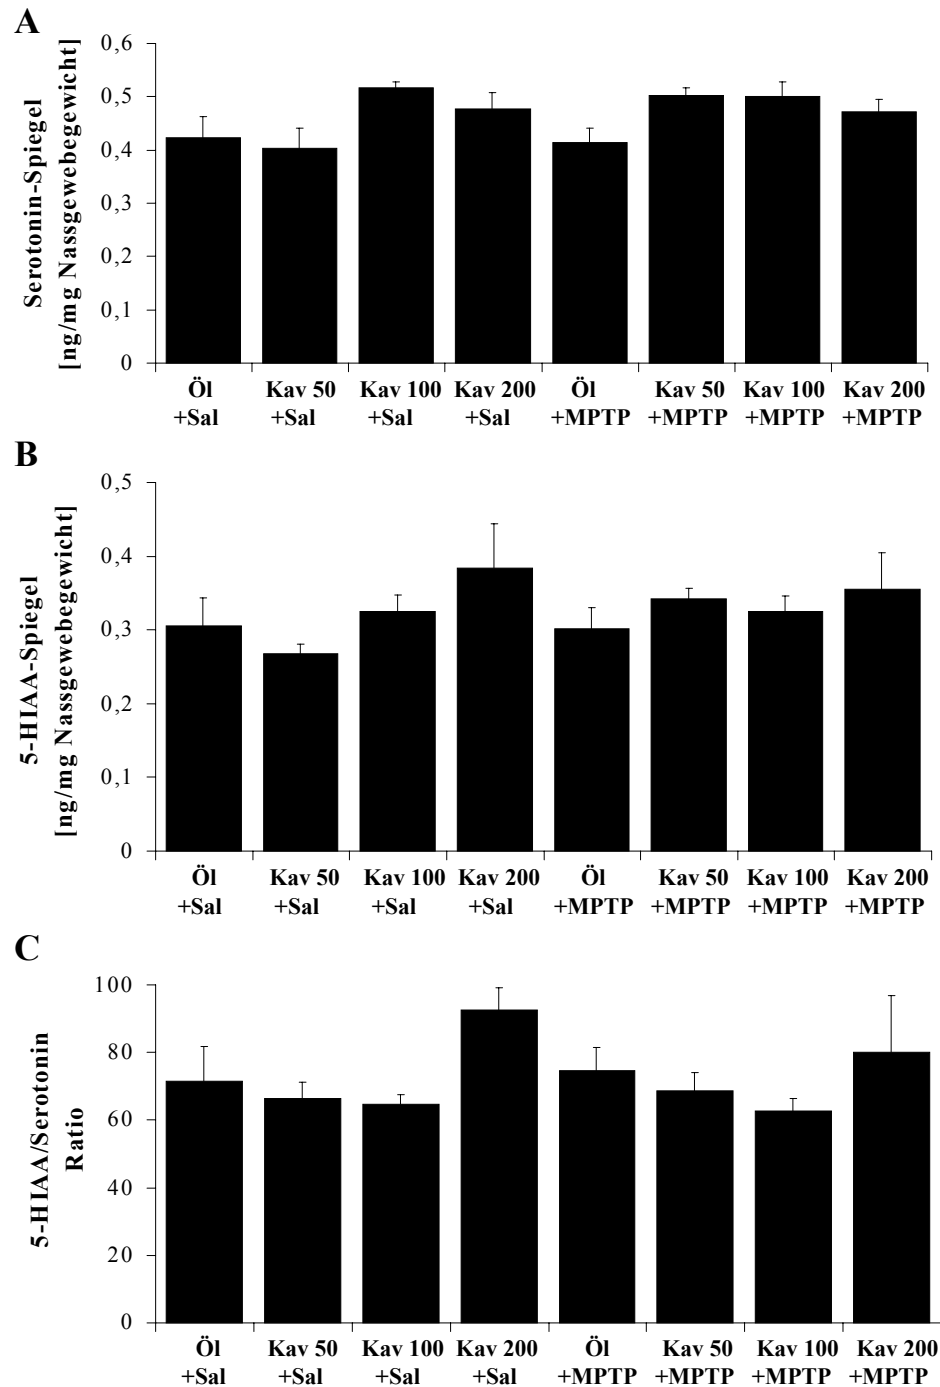 A
Serotonin-Spiegel
[ng/mg Nassgewebegewicht]
0,6
0,5
0,4
0,3
0,2
0,1
0
Öl Kav 50 Kav 100 Kav 200 Öl Kav 50 Kav 100 Kav 200
+Sal +Sal +Sal +Sal +MPTP +MPTP +MPTP +MPTP
B
5-HIAA-Spiegel
[ng/mg Nassgewebegewicht]
0,5
0,4
0,3
0,2
0,1
0
Öl Kav 50 Kav 100 Kav 200 Öl Kav 50 Kav 100 Kav 200
+Sal +Sal +Sal +Sal +MPTP +MPTP +MPTP +MPTP
C
5-HIAA/Serotonin
Ratio
100
80
60
40
20
0
Öl Kav 50 Kav 100 Kav 200 Öl Kav 50 Kav 100 Kav 200
+Sal +Sal +Sal +Sal +MPTP +MPTP +MPTP +MPTP